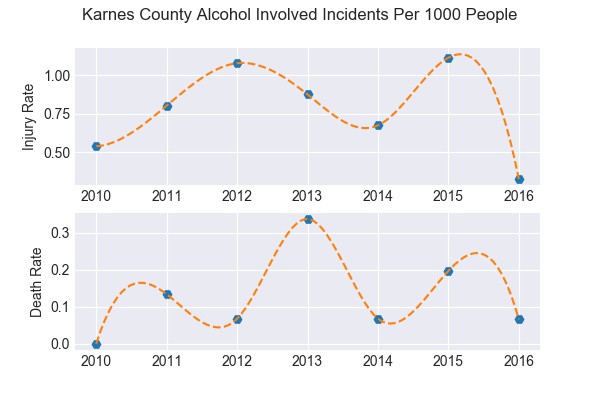 Karnes County Alcohol Involved Incidents Per 1000 People
Injury Rate
1.00
0.75
0.50
2010 2011 2012 2013 2014 2015 2016
Death Rate
0.3
0.2
0.1
0.0
2010 2011 2012 2013 2014 2015 2016